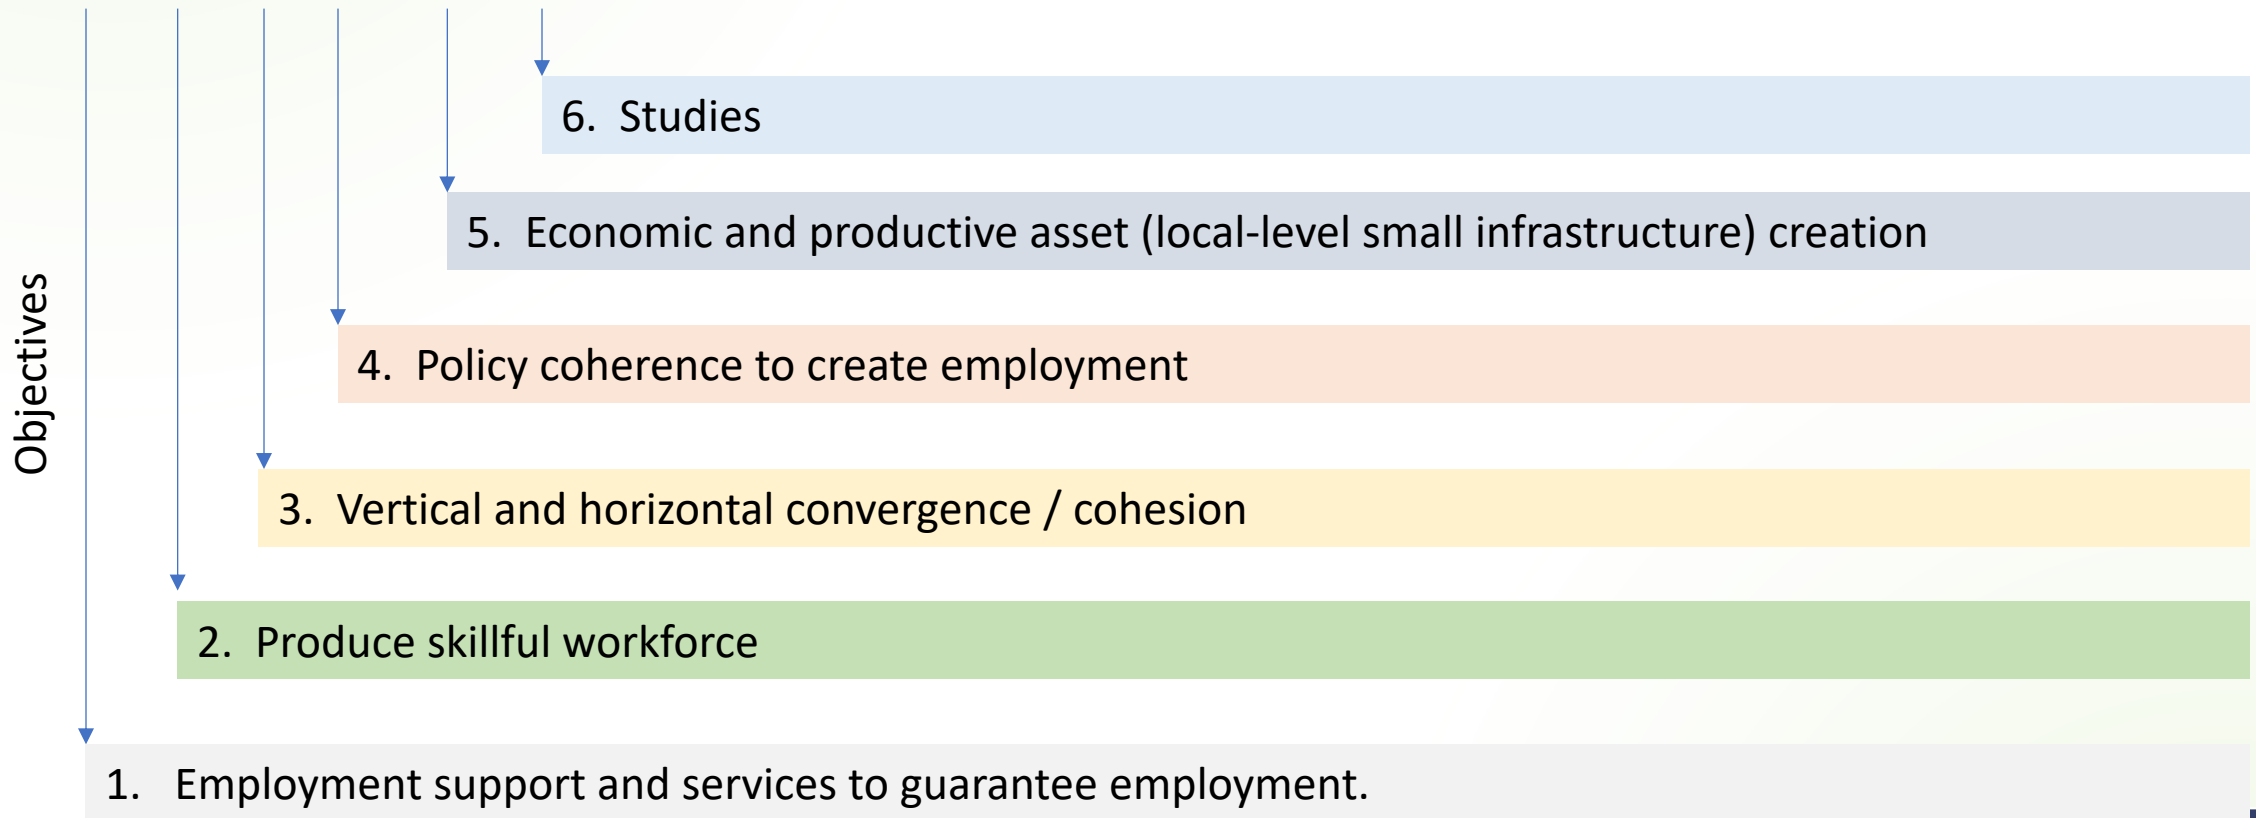 6. Studies
5. Economic and productive asset (local-level small infrastructure) creation
Objectives
4. Policy coherence to create employment
3. Vertical and horizontal convergence / cohesion
2. Produce skillful workforce
1. Employment support and services to guarantee employment.